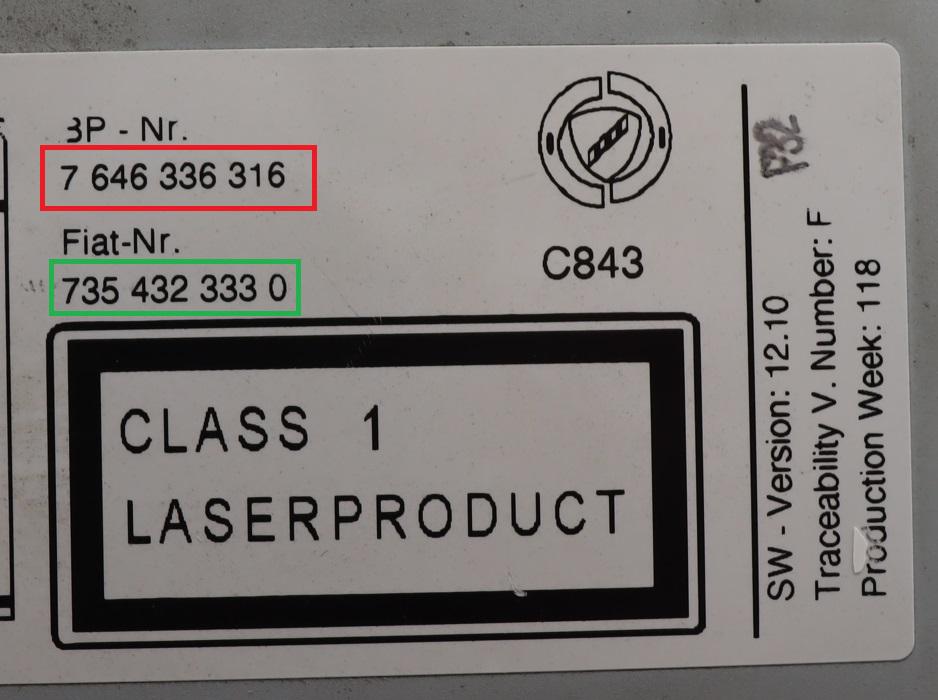 BP - Nr.
7 646 336 316
Fiat-Nr.
735 432 333 0
C843
CLASS 1
LASERPRODUCT
SW - Version: 12.10
Traceability V. Number: F
Production Week: 118